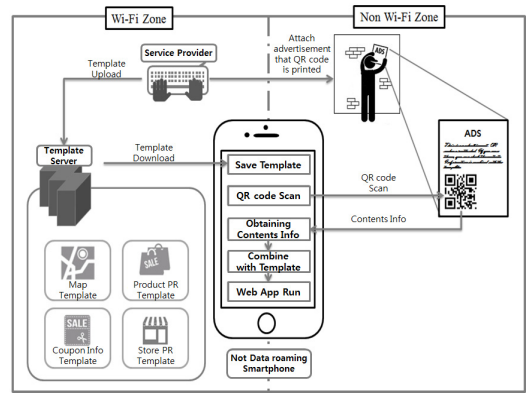 Wi-Fi Zone
Non Wi-Fi Zone
Service Provider
Attach
advertisement
that QR code
is printed
Template
Upload
ADS
ADS
Template
Server
Template
Download
Save Template
QR code Scan
QR code
Scan
Obtaining
Contents Info
Contents Info
Combine
with Template
Web App Run
Map
Template
SALE
Product PR
Template
SALE
Coupon Info
Template
Store PR
Template
Not Data roaming
Smartphone